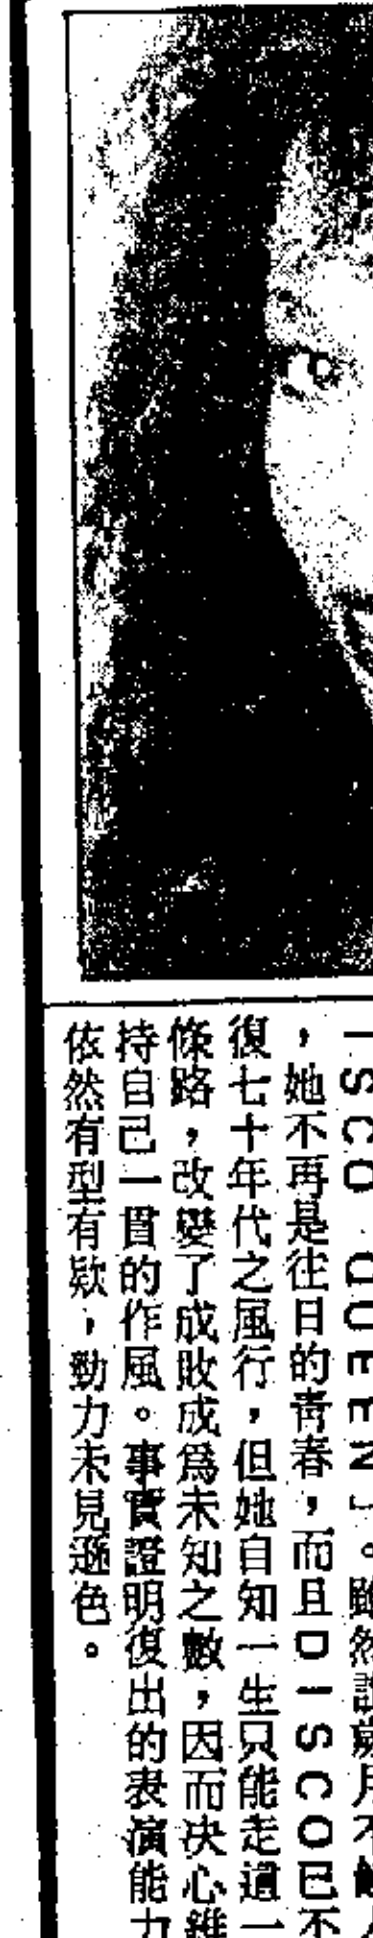 ISCO QUEEN」。雖然說歲月不饒人
，她不再是往日的青春，而且DISCO已不
復七十年代之風行，但她自知一生只能走這一
條路，改變了成敗成爲未知之數，因而决心維
持自己一貫的作風。事實證明復出的表演能力
依然有型有款，勁力未見遜色。